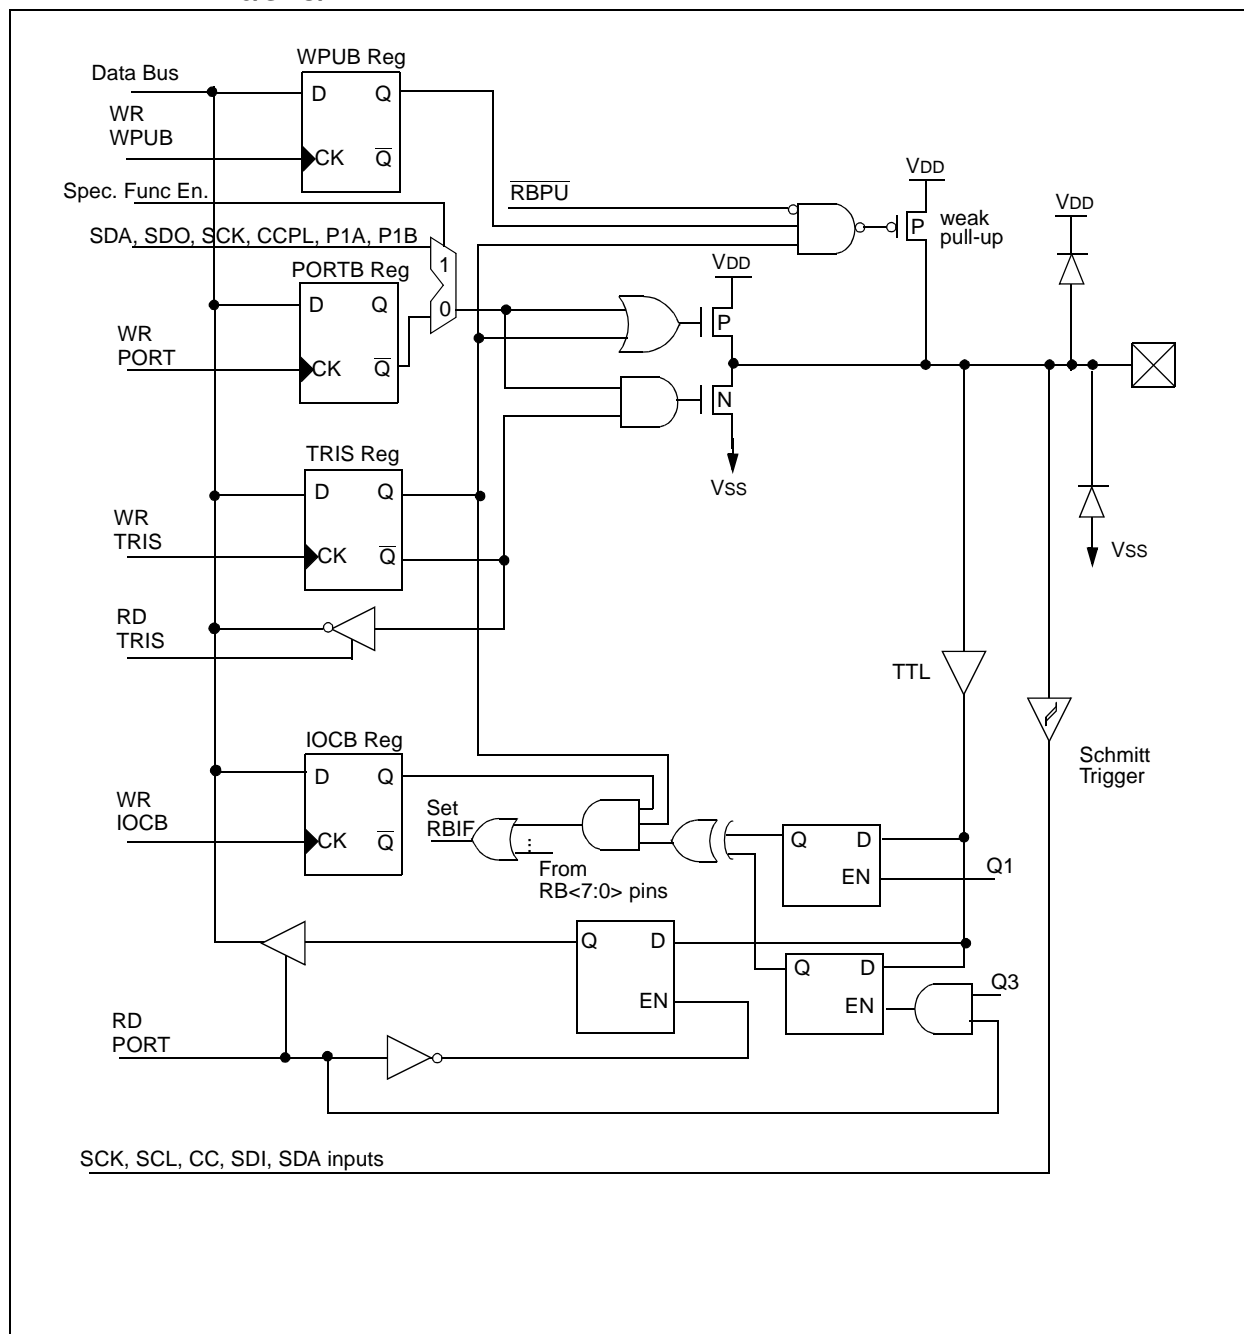 WPUB Reg
Data Bus
D
Q
WR
WPUB
CK
Q
Spec. Func En.
SDA, SDO, SCK, CCPL, P1A, P1B
1
0
PORTB Reg
D
Q
WR
PORT
CK
Q
RBPU
VDD
P
weak
pull-up
VDD
VDD
P
N
VSS
VSS
TRIS Reg
D
Q
WR
TRIS
CK
Q
RD
TRIS
TTL
Schmitt
Trigger
IOCB Reg
D
Q
WR
IOCB
CK
Q
Set
RBIF
...
From
RB<7:0> pins
Q
D
EN
Q1
Q
D
EN
Q
D
EN
Q3
RD
PORT
SCK, SCL, CC, SDI, SDA inputs